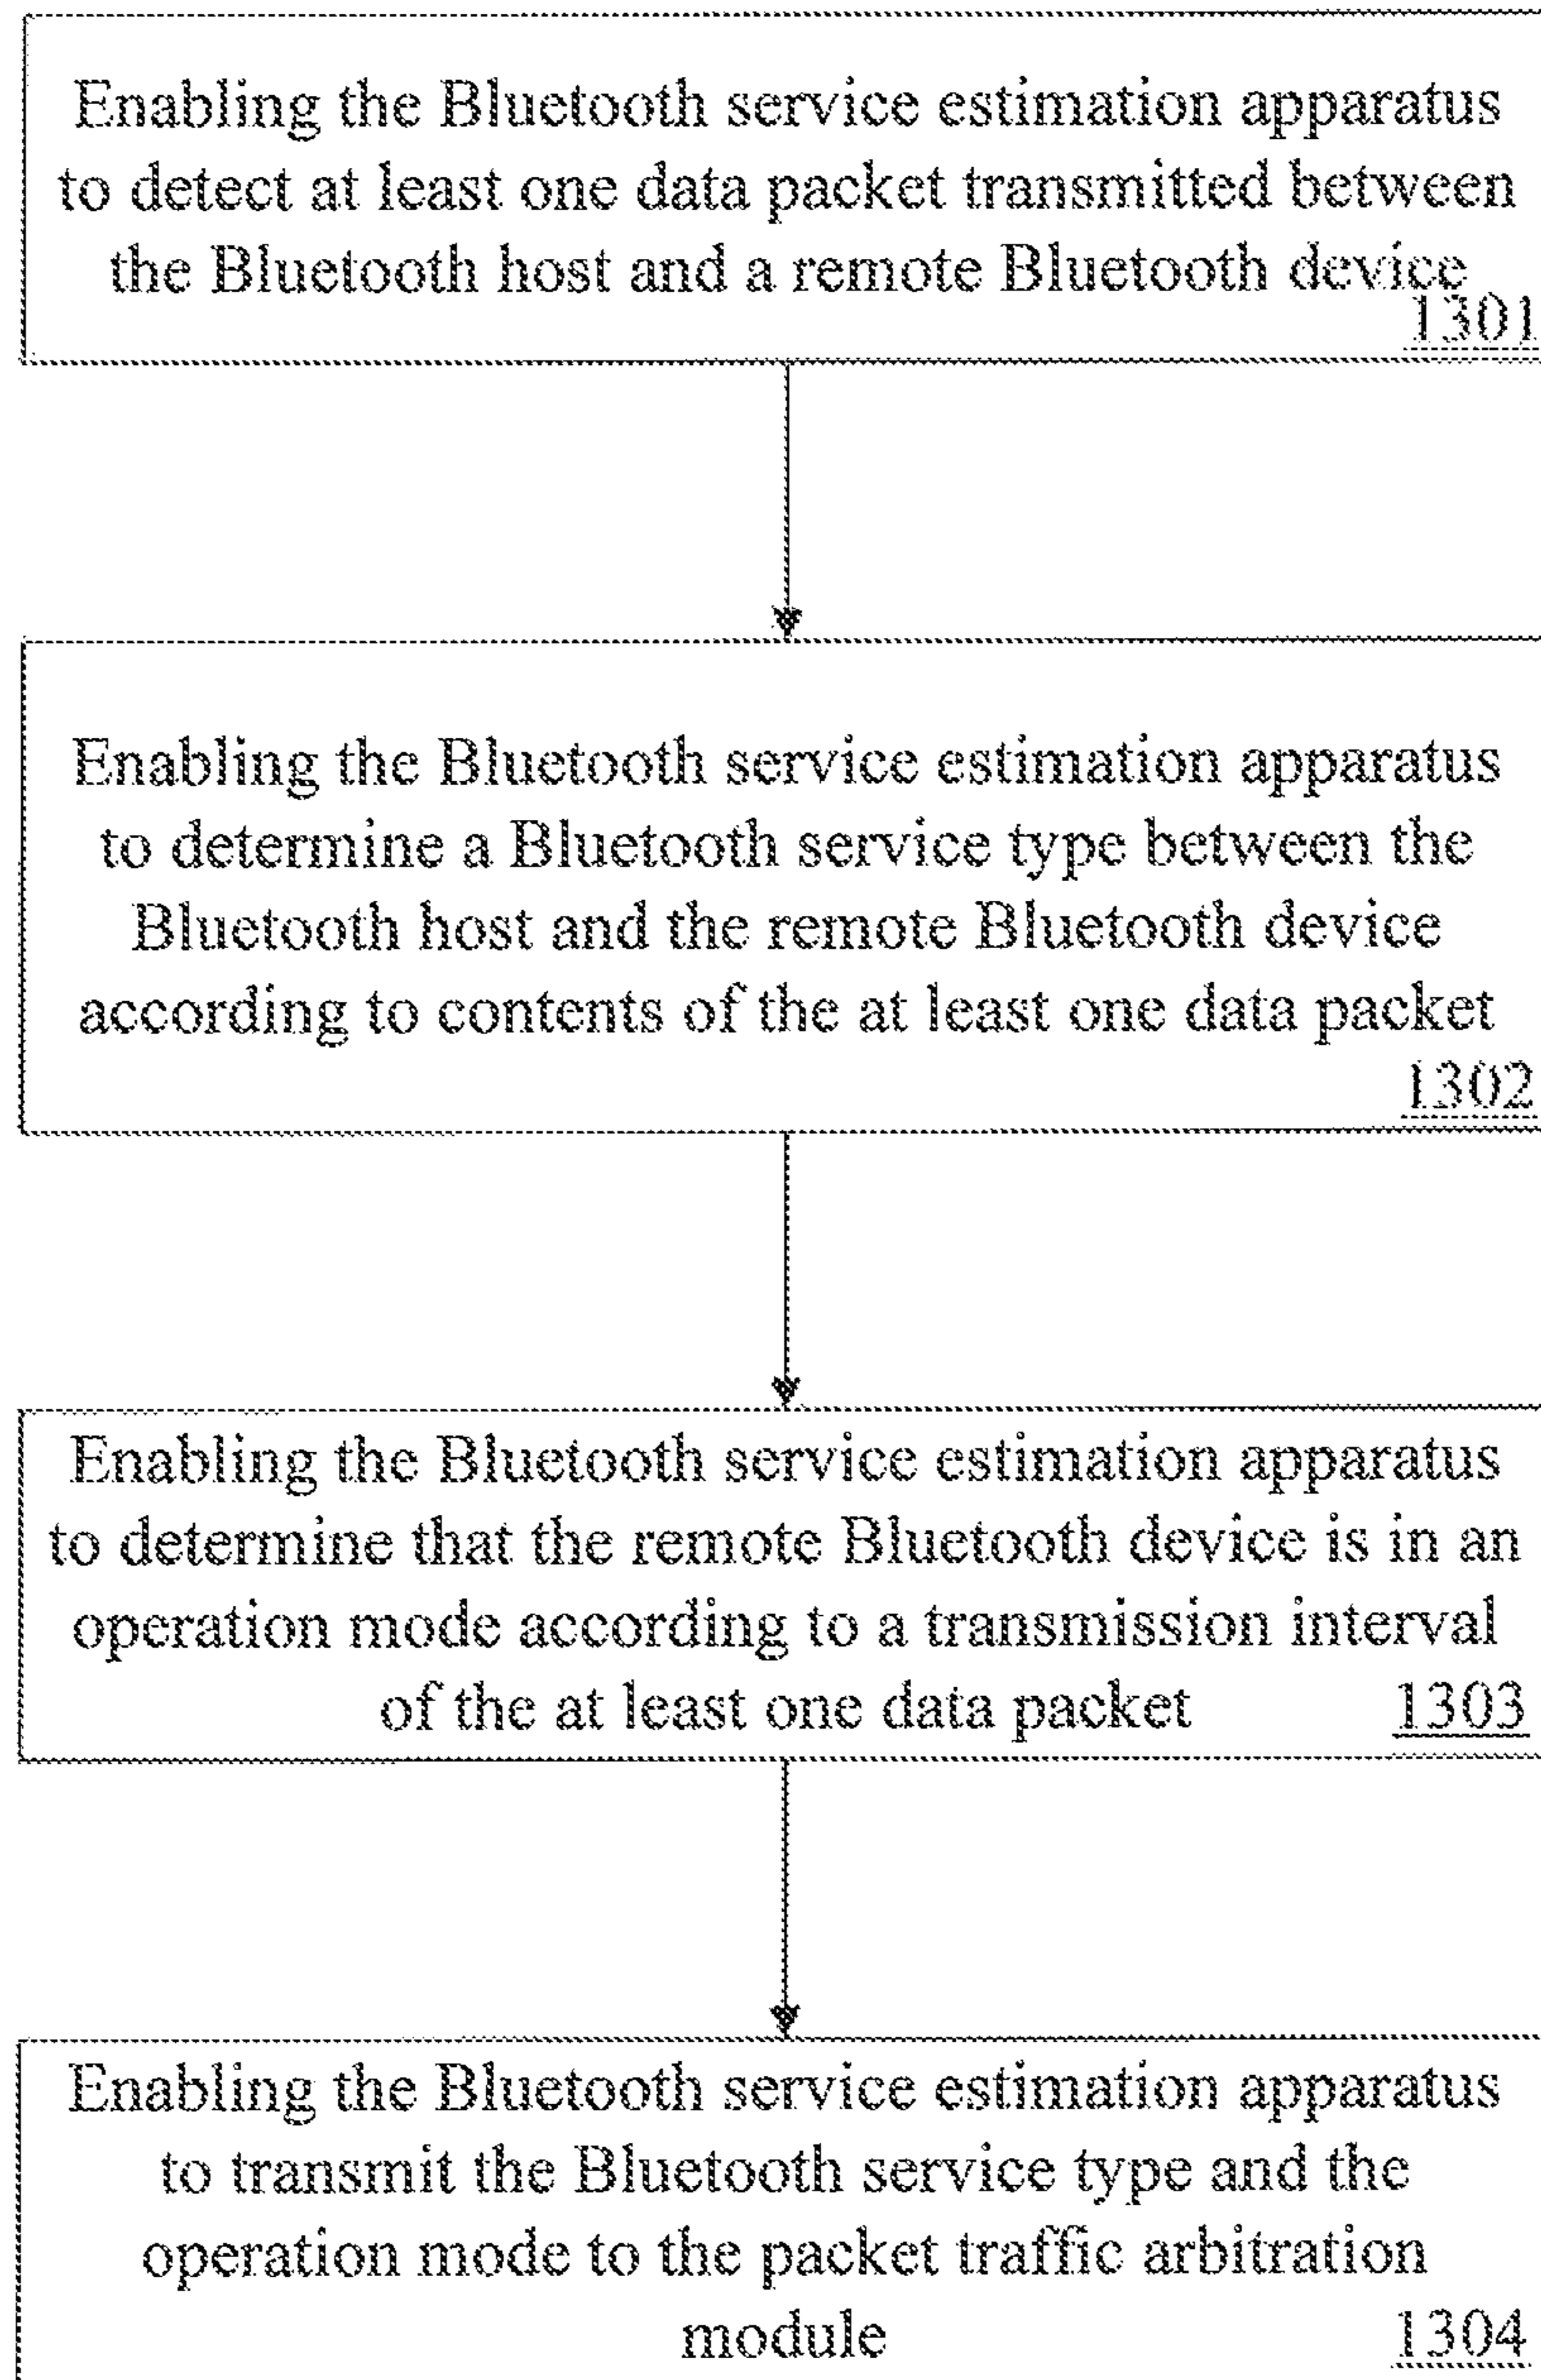 Enabling the Bluetooth service estimation apparatus
to detect at least one data packet transmitted between
the Bluetooth host and a remote Bluetooth device
1301
Enabling the Bluetooth service estimation apparatus
to determine a Bluetooth service type between the
Bluetooth host and the remote Bluetooth device
according to contents of the at least one data packet
1302
Enabling the Bluetooth service estimation apparatus
to determine that the remote Bluetooth device is in an
operation mode according to a transmission interval
of the at least one data packet 1303
Enabling the Bluetooth service estimation apparatus
to transmit the Bluetooth service type and the
operation mode to the packet traffic arbitration
module 1304